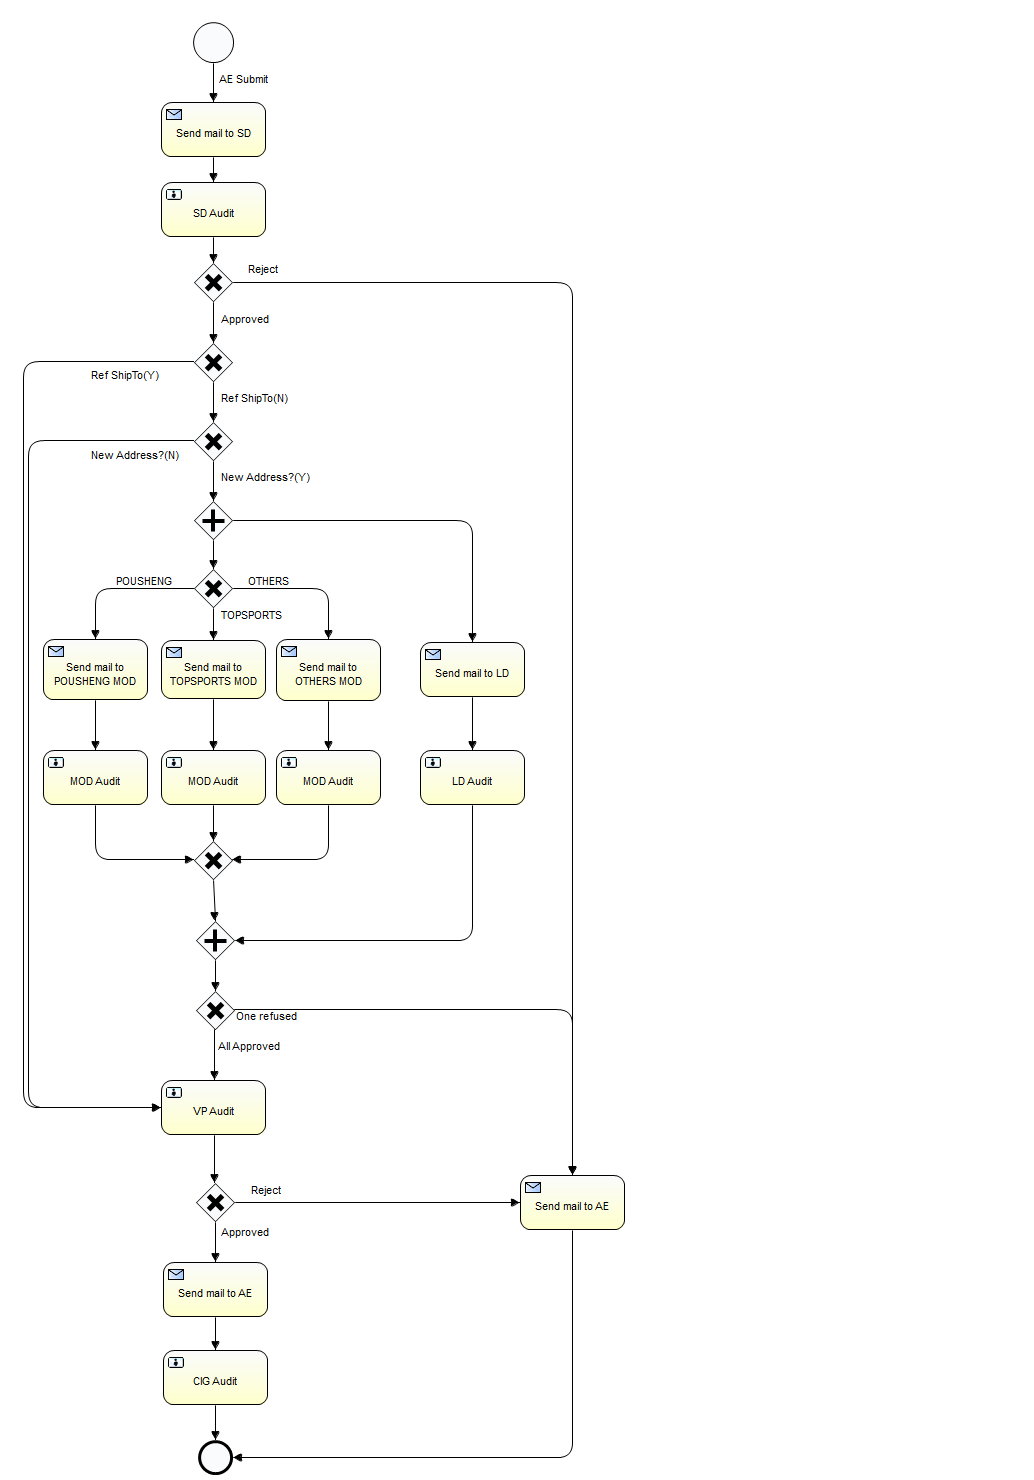 AE Submit
Send mail to SD
SD Audit
Reject
Approved
Ref ShipTo(Y)
Ref ShipTo(N)
New Address?(N)
New Address?(Y)
POUSHENG
OTHERS
TOPSPORTS
Send mail to
POUSHENG MOD
Send mail to
TOPSPORTS MOD
Send mail to
OTHERS MOD
Send mail to LD
MOD Audit
MOD Audit
MOD Audit
LD Audit
One refused
All Approved
VP Audit
Reject
Send mail to AE
Approved
Send mail to AE
CIG Audit